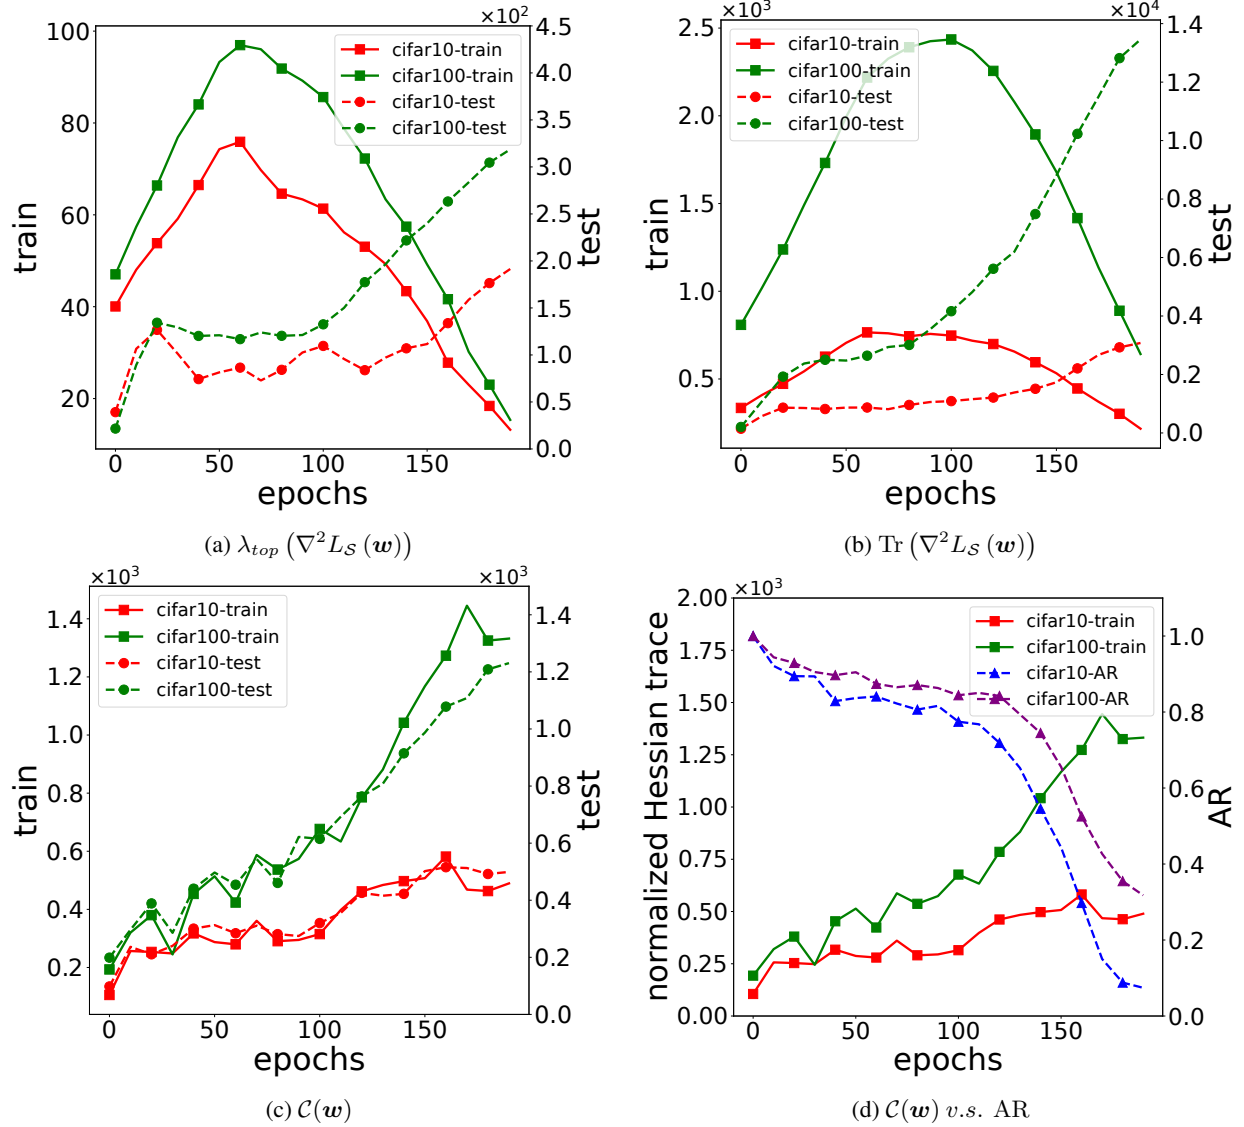 ×10²
100
80
60
40
20
train
4.5
4.0
3.5
3.0
2.5
2.0
1.5
1.0
0.5
0.0
test
cifar10-train
cifar100-train
cifar10-test
cifar100-test
0 50 100 150
epochs
(a) λ_top (∇²L_S (w))
×10³
×10⁴
2.5
2.0
1.5
1.0
0.5
train
1.4
1.2
1.0
0.8
0.6
0.4
0.2
0.0
test
cifar10-train
cifar100-train
cifar10-test
cifar100-test
0 50 100 150
epochs
(b) Tr (∇²L_S (w))
×10³
×10³
1.4
1.2
1.0
0.8
0.6
0.4
0.2
train
1.4
1.2
1.0
0.8
0.6
0.4
0.2
0.0
test
cifar10-train
cifar100-train
cifar10-test
cifar100-test
0 50 100 150
epochs
(c) C(w)
×10³
2.00
1.75
1.50
1.25
1.00
0.75
0.50
0.25
0.00
normalized Hessian trace
1.0
0.8
0.6
0.4
0.2
0.0
AR
cifar10-train
cifar100-train
cifar10-AR
cifar100-AR
0 50 100 150
epochs
(d) C(w) v.s. AR